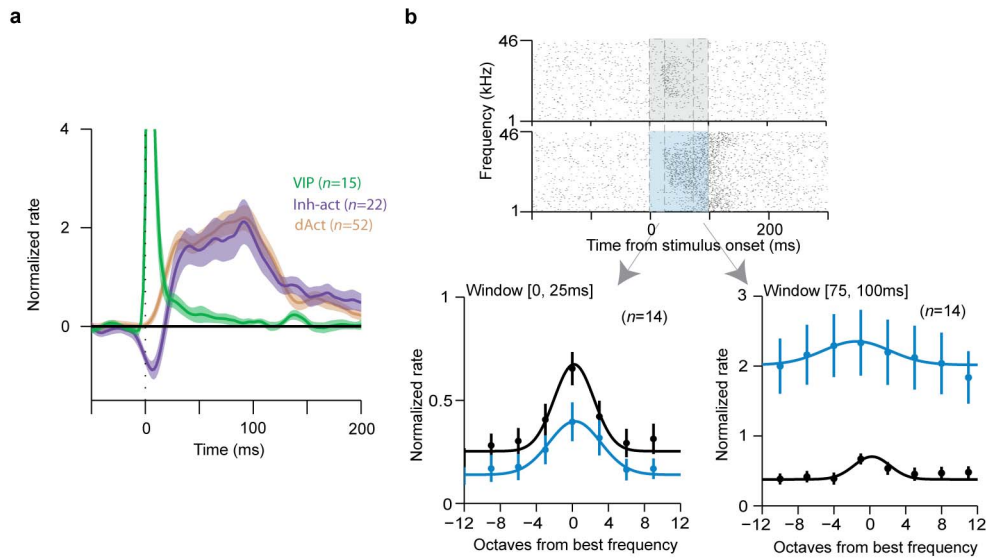 a
Normalized rate
4
2
0
VIP (n=15)
Inh-act (n=22)
dAct (n=52)
0
100
200
Time (ms)
b
Frequency (kHz)
46
1
46
1
0
200
Time from stimulus onset (ms)
Window [0, 25ms]
(n=14)
Normalized rate
1
0.5
0
−12 −8 −4 0 4 8 12
Octaves from best frequency
Window [75, 100ms]
(n=14)
Normalized rate
3
2
1
0
−12 −8 −4 0 4 8 12
Octaves from best frequency